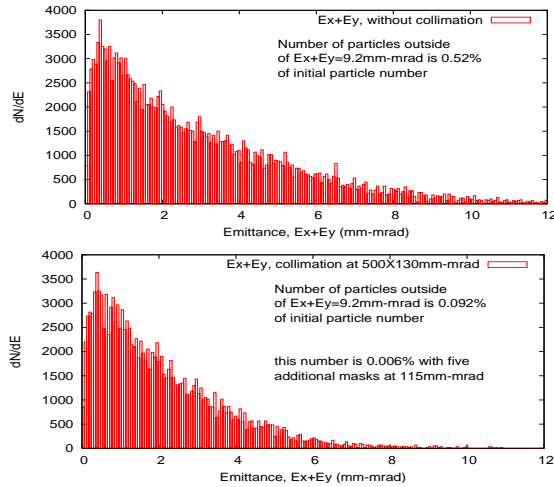 Ex+Ey, without collimation
Number of particles outside
of Ex+Ey=9.2mm-mrad is 0.52%
of initial particle number
dN/dE
4000
3500
3000
2500
2000
1500
1000
500
0
0 2 4 6 8 10 12
Emittance, Ex+Ey (mm-mrad)
Ex+Ey, collimation at 500X130mm-mrad
Number of particles outside
of Ex+Ey=9.2mm-mrad is 0.092%
of initial particle number
this number is 0.006% with five
additional masks at 115mm-mrad
dN/dE
4000
3500
3000
2500
2000
1500
1000
500
0
0 2 4 6 8 10 12
Emittance, Ex+Ey (mm-mrad)